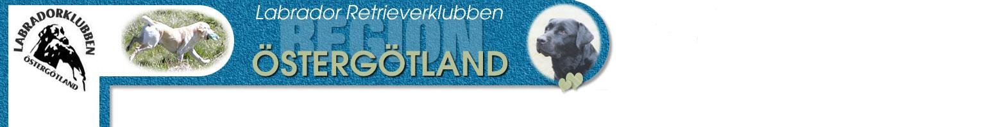 LABRADORKLUBBEN
ÖSTERGÖTLAND
Labrador Retrieverklubben
REGION
ÖSTERGÖTLAND